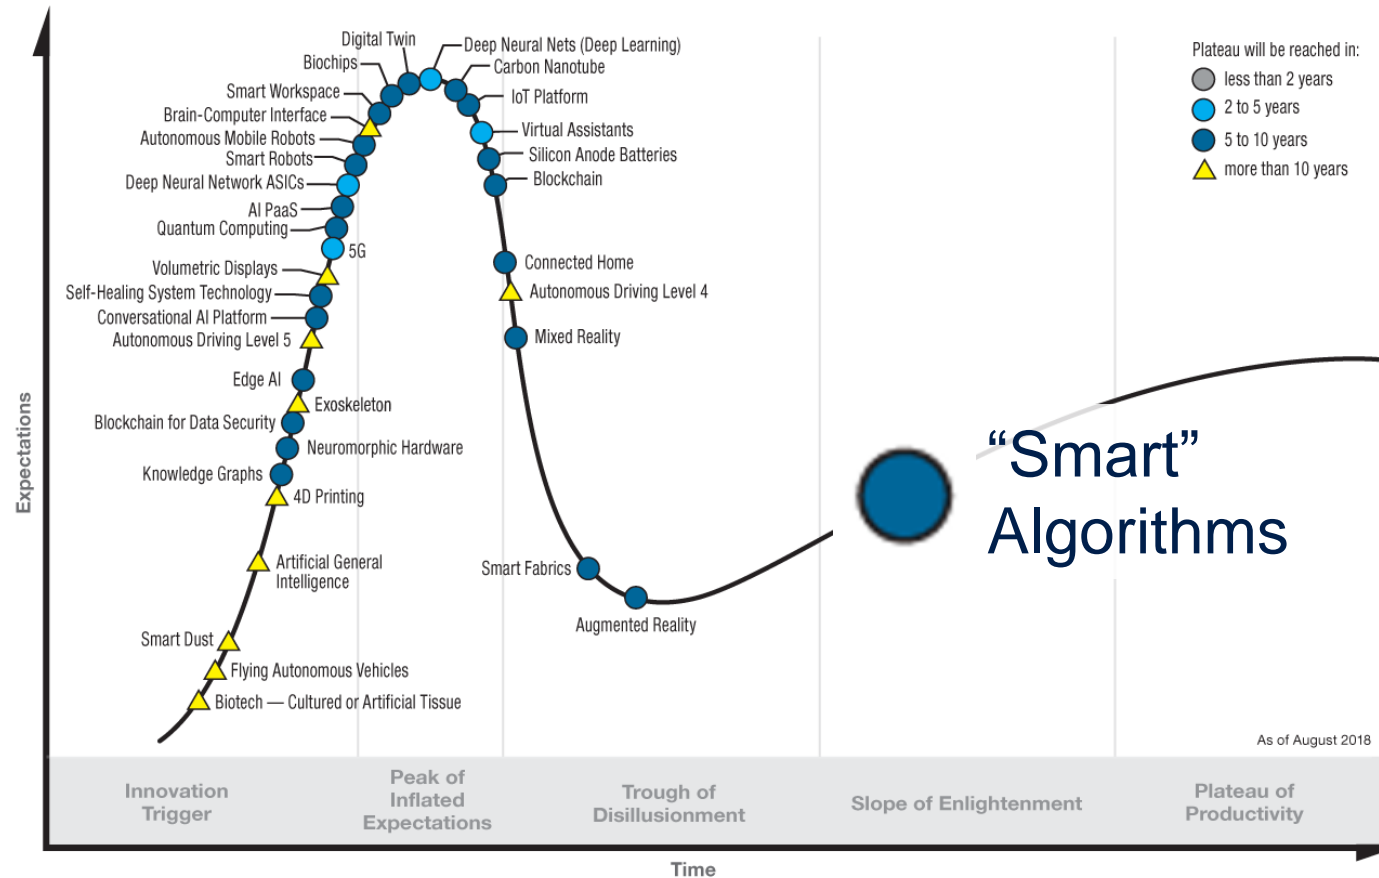 Digital Twin
Biochips
Smart Workspace
Brain-Computer Interface
Autonomous Mobile Robots
Smart Robots
Deep Neural Network ASICs
AI PaaS
Quantum Computing
5G
Volumetric Displays
Self-Healing System Technology
Conversational AI Platform
Autonomous Driving Level 5
Edge AI
Exoskeleton
Blockchain for Data Security
Neuromorphic Hardware
Knowledge Graphs
4D Printing
Artificial General
Intelligence
Smart Dust
Flying Autonomous Vehicles
Biotech — Cultured or Artificial Tissue
Deep Neural Nets (Deep Learning)
Carbon Nanotube
IoT Platform
Virtual Assistants
Silicon Anode Batteries
Blockchain
Connected Home
Autonomous Driving Level 4
Mixed Reality
Smart Fabrics
Augmented Reality
“Smart”
Algorithms
Plateau will be reached in:
less than 2 years
2 to 5 years
5 to 10 years
more than 10 years
As of August 2018
Expectations
Innovation
Trigger
Peak of
Inflated
Expectations
Trough of
Disillusionment
Slope of Enlightenment
Plateau of
Productivity
Time